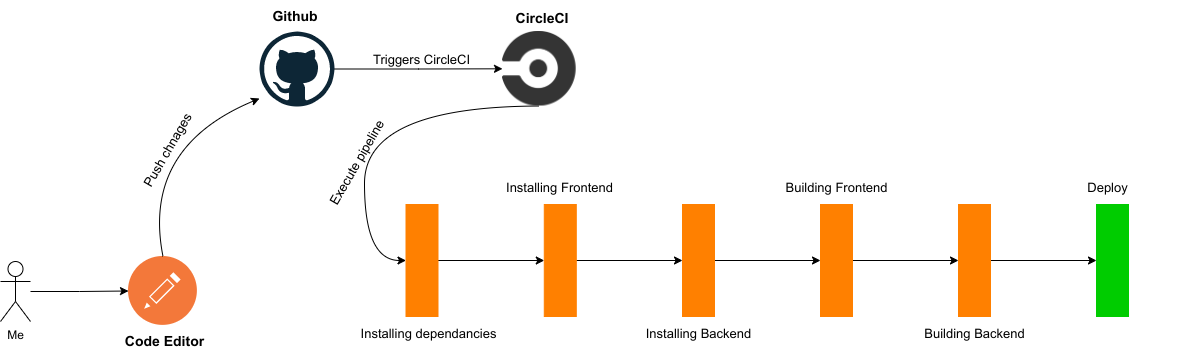 Github
CircleCI
Triggers CircleCI
Push chnages
Execute pipeline
Installing Frontend
Building Frontend
Deploy
Me
Code Editor
Installing dependancies
Installing Backend
Building Backend